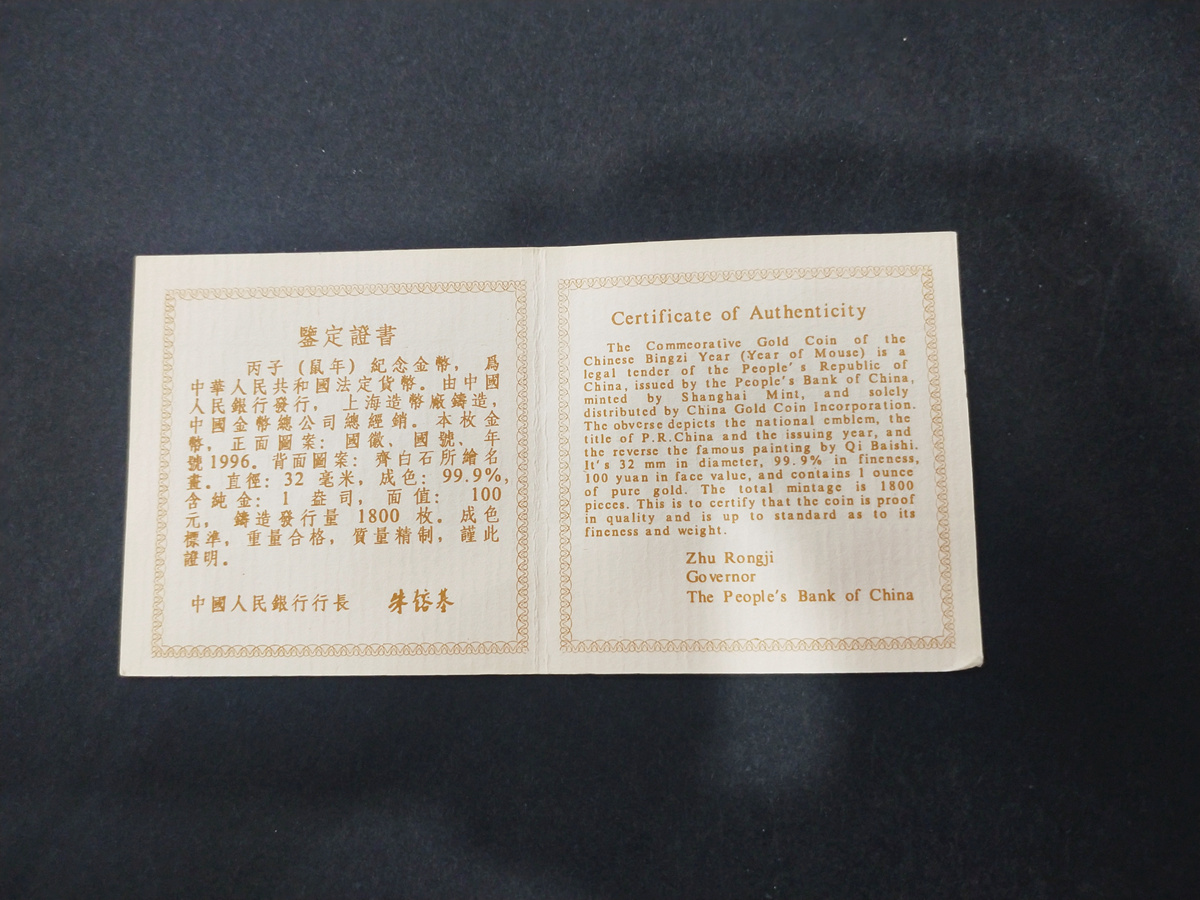 鑒定證書
丙子 (鼠年) 紀念金幣, 爲
中華人民共和國法定貨幣。由中國
人民銀行發行, 上海造幣廠鑄造,
中國金幣總公司總經銷。本枚金
幣, 正面圖案: 國徽、國號、年
號1996。背面圖案: 齊白石所繪名
畫。直徑: 32 毫米, 成色: 99.9%,
含純金: 1 盎司, 面值: 100
元, 鑄造發行量 1800 枚。成色
標準, 重量合格, 質量精制, 謹此
證明。
中國人民銀行行長 朱鎔基
Certificate of Authenticity
The Commeorative Gold Coin of the
Chinese Bingzi Year (Year of Mouse) is a
legal tender of the People's Republic of
China, issued by the People's Bank of China,
minted by Shanghai Mint, and solely
distributed by China Gold Coin Incorporation.
The obverse depicts the national emblem, the
title of P.R.China and the issuing year, and
the reverse the famous painting by Qi Baishi.
It's 32 mm in diameter, 99.9% in fineness,
100 yuan in face value, and contains 1 ounce
of pure gold. The total mintage is 1800
pieces. This is to certify that the coin is proof
in quality and is up to standard as to its
fineness and weight.
Zhu Rongji
Governor
The People's Bank of China